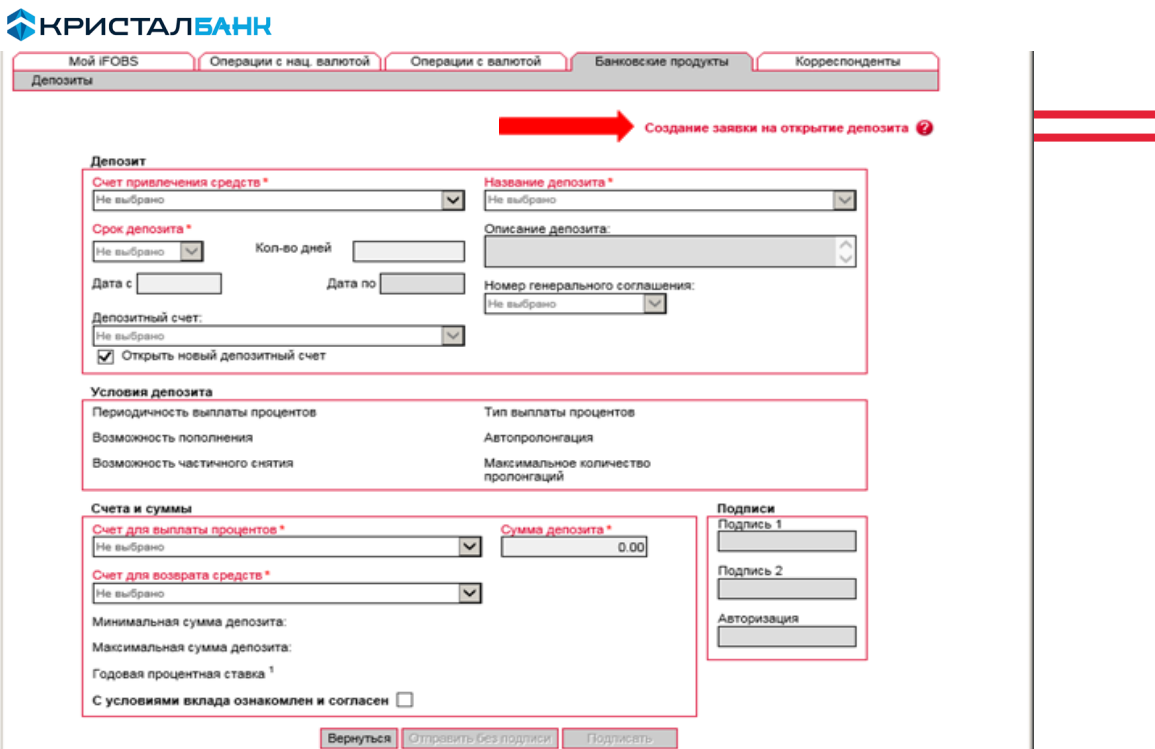 КРИСТАЛБАНК
Мой iFOBS Операции с нац. валютой Операции с валютой Банковские продукты Корреспонденты
Депозиты
Создание заявки на открытие депозита ?
Депозит
Счет привлечения средств * Название депозита *
Не выбрано Не выбрано
Срок депозита * Описание депозита:
Не выбрано Кол-во дней
Дата с Дата по Номер генерального соглашения:
Не выбрано
Депозитный счет:
Не выбрано
Открыть новый депозитный счет
Условия депозита
Периодичность выплаты процентов Тип выплаты процентов
Возможность пополнения Автопролонгация
Возможность частичного снятия Максимальное количество
пролонгаций
Счета и суммы Подписи
Счет для выплаты процентов * Сумма депозита * Подпись 1
Не выбрано 0.00
Счет для возврата средств * Подпись 2
Не выбрано
Минимальная сумма депозита: Авторизация
Максимальная сумма депозита:
Годовая процентная ставка 1
С условиями вклада ознакомлен и согласен
Вернуться Отправить без подписи Подписать